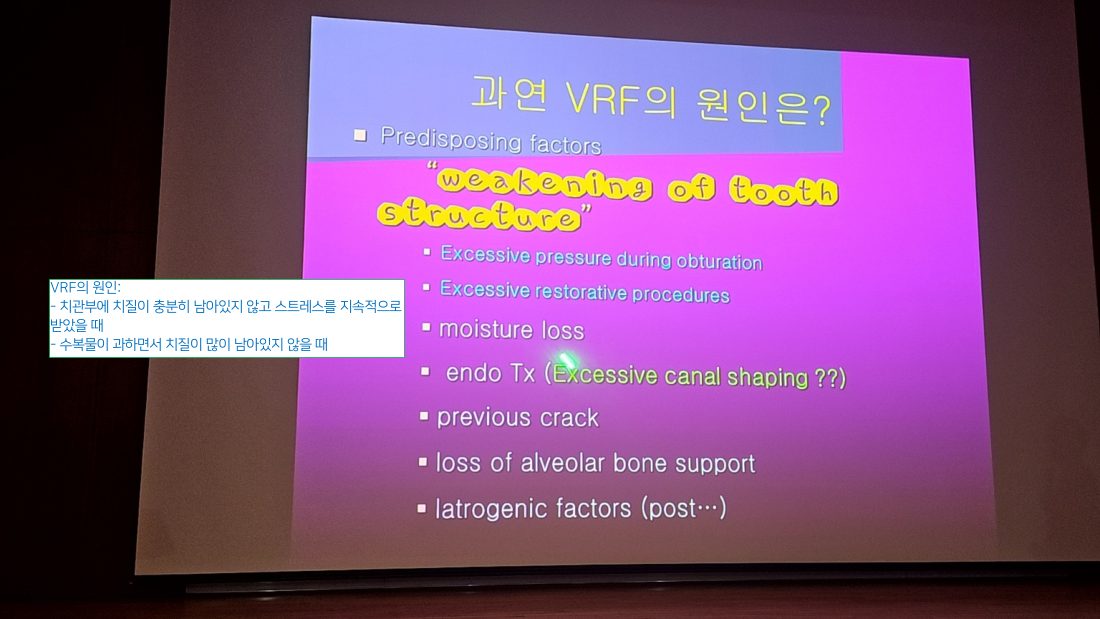 과연 VRF의 원인은?
▪ Predisposing factors
“weakening of tooth
structure”
▪ Excessive pressure during obturation
▪ Excessive restorative procedures
▪ moisture loss
▪ endo Tx (Excessive canal shaping ??)
▪ previous crack
▪ loss of alveolar bone support
▪ Iatrogenic factors (post…)
VRF의 원인:
- 치관부에 치질이 충분히 남아있지 않고 스트레스를 지속적으로
받았을 때
- 수복물이 과하면서 치질이 많이 남아있지 않을 때